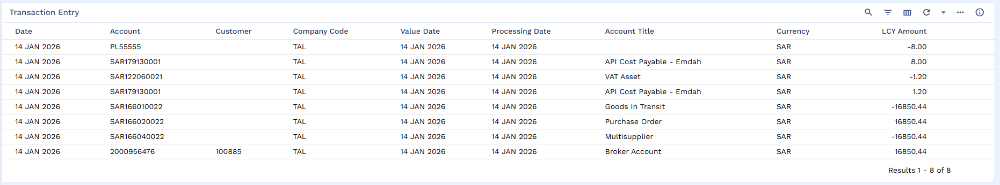 Transaction Entry
Date Account Customer Company Code Value Date Processing Date Account Title Currency LCY Amount
14 JAN 2026 PL55555 TAL 14 JAN 2026 14 JAN 2026 SAR -8.00
14 JAN 2026 SAR179130001 TAL 14 JAN 2026 14 JAN 2026 API Cost Payable - Emdah SAR 8.00
14 JAN 2026 SAR122060021 TAL 14 JAN 2026 14 JAN 2026 VAT Asset SAR -1.20
14 JAN 2026 SAR179130001 TAL 14 JAN 2026 14 JAN 2026 API Cost Payable - Emdah SAR 1.20
14 JAN 2026 SAR166010022 TAL 14 JAN 2026 14 JAN 2026 Goods In Transit SAR -16850.44
14 JAN 2026 SAR166020022 TAL 14 JAN 2026 14 JAN 2026 Purchase Order SAR 16850.44
14 JAN 2026 SAR166040022 TAL 14 JAN 2026 14 JAN 2026 Multisupplier SAR -16850.44
14 JAN 2026 2000956476 100885 TAL 14 JAN 2026 14 JAN 2026 Broker Account SAR 16850.44
Results 1 - 8 of 8